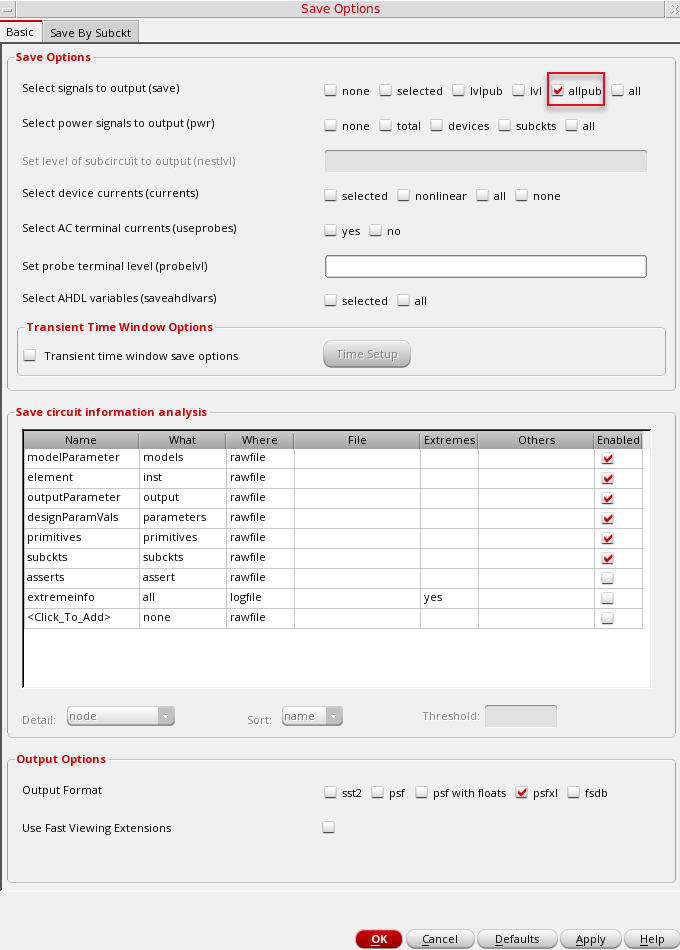 Save Options
Basic Save By Subckt
Save Options
Select signals to output (save) none selected lvlpub lvl allpub all
Select power signals to output (pwr) none total devices subckts all
Set level of subcircuit to output (nestlvl)
Select device currents (currents) selected nonlinear all none
Select AC terminal currents (useprobes) yes no
Set probe terminal level (probelvl)
Select AHDL variables (saveahdlvars) selected all
Transient Time Window Options
Transient time window save options Time Setup
Save circuit information analysis
Name What Where File Extremes Others Enabled
modelParameter models rawfile
element inst rawfile
outputParameter output rawfile
designParamVals parameters rawfile
primitives primitives rawfile
subckts subckts rawfile
asserts assert rawfile
extremeinfo all logfile yes
<Click_To_Add> none rawfile
Detail: node Sort: name Threshold:
Output Options
Output Format sst2 psf psf with floats psfxl fsdb
Use Fast Viewing Extensions
OK Cancel Defaults Apply Help